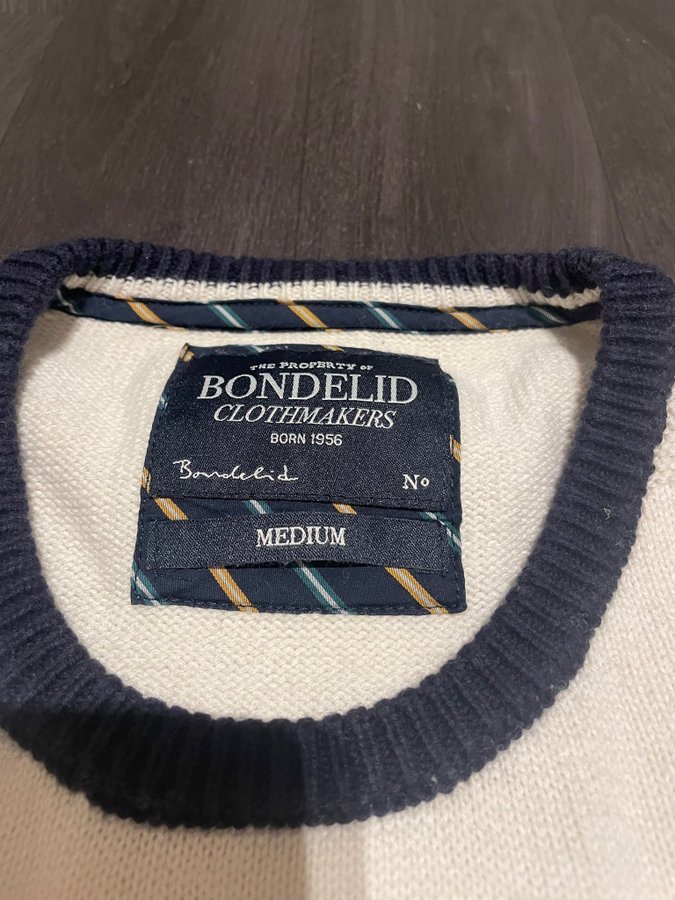 THE PROPERTY OF
BONDELID
CLOTHMAKERS
BORN 1956
Bondelid Nº
MEDIUM